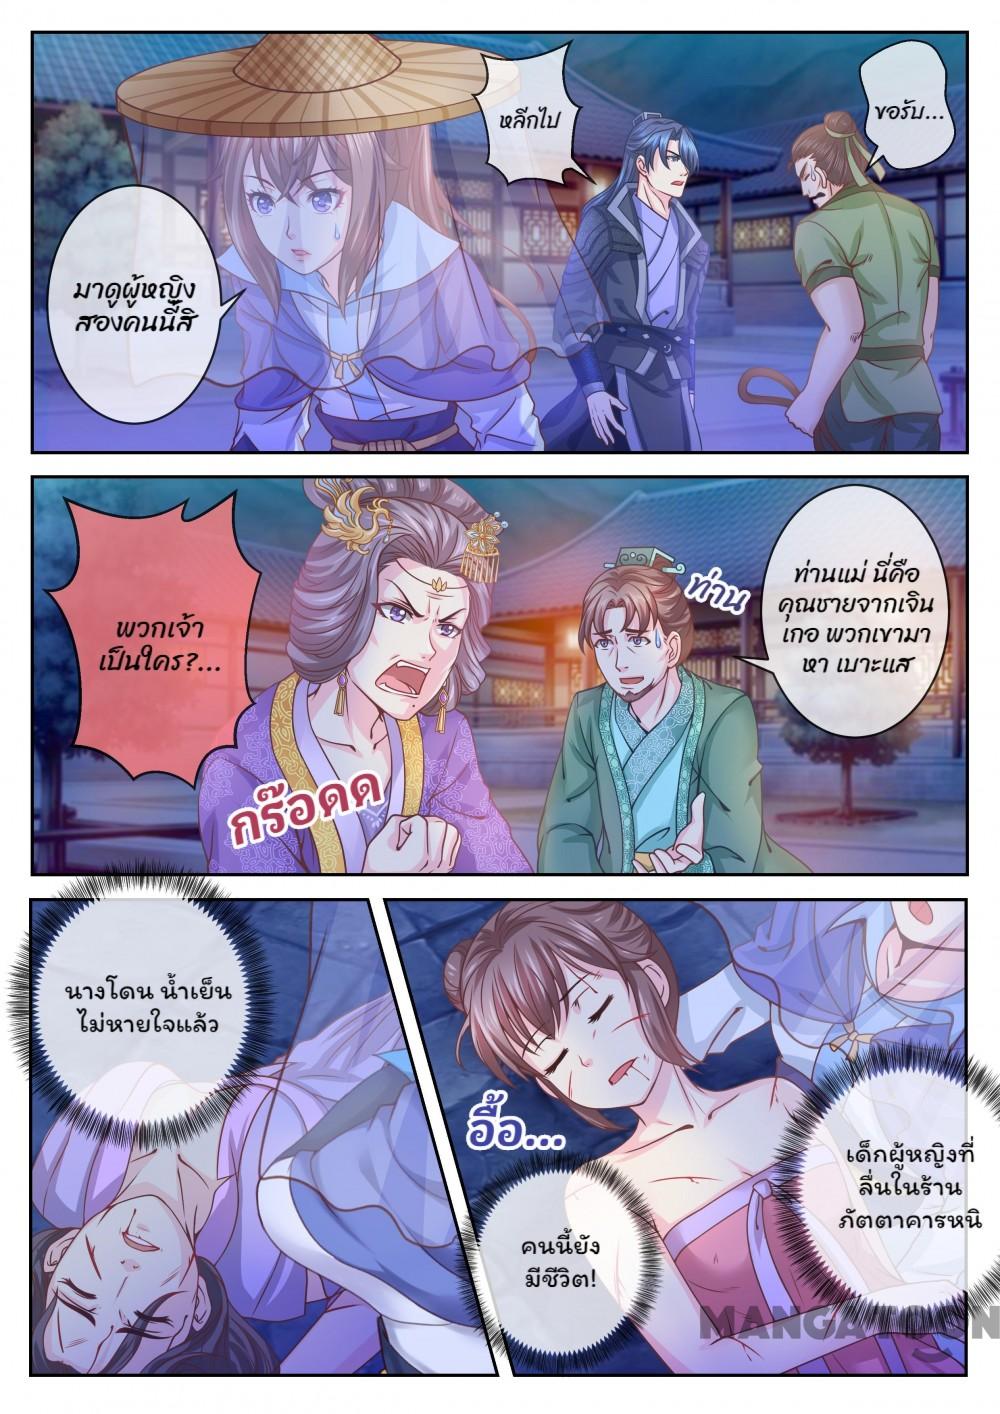 หลีกไป
ขอรับ...
มาดูผู้หญิง
สองคนนี้สิ
พวกเจ้า
เป็นใคร?...
ท่าน
ท่านแม่ นี่คือ
คุณชายจากเจิน
เกอ พวกเขามา
หา เบาะแส
กร๊อดด
นางโดน น้ำเย็น
ไม่หายใจแล้ว
อื้อ...
คนนี้ยัง
มีชีวิต!
เด็กผู้หญิงที่
ลื่นในร้าน
ภัตตาคารหนิ
MANGATOON